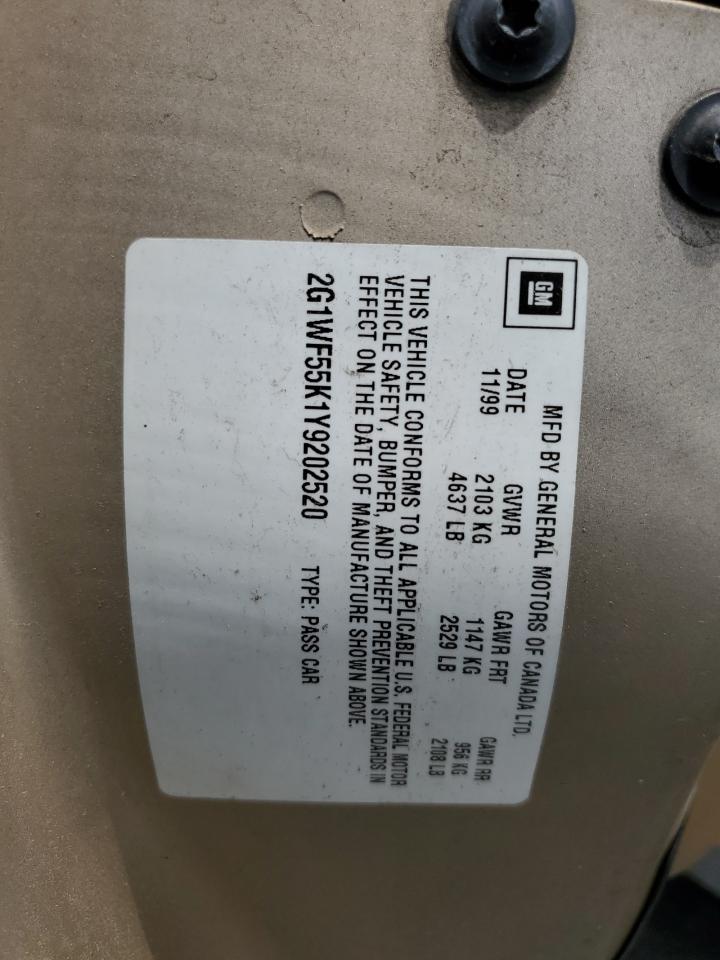 GM
MFD BY GENERAL MOTORS OF CANADA LTD.
DATE GVWR GAWR FRT GAWR RR
11/99 2103 KG 1147 KG 956 KG
4637 LB 2529 LB 2108 LB
THIS VEHICLE CONFORMS TO ALL APPLICABLE U.S. FEDERAL MOTOR
VEHICLE SAFETY, BUMPER, AND THEFT PREVENTION STANDARDS IN
EFFECT ON THE DATE OF MANUFACTURE SHOWN ABOVE.
2G1WF55K1Y9202520 TYPE: PASS CAR